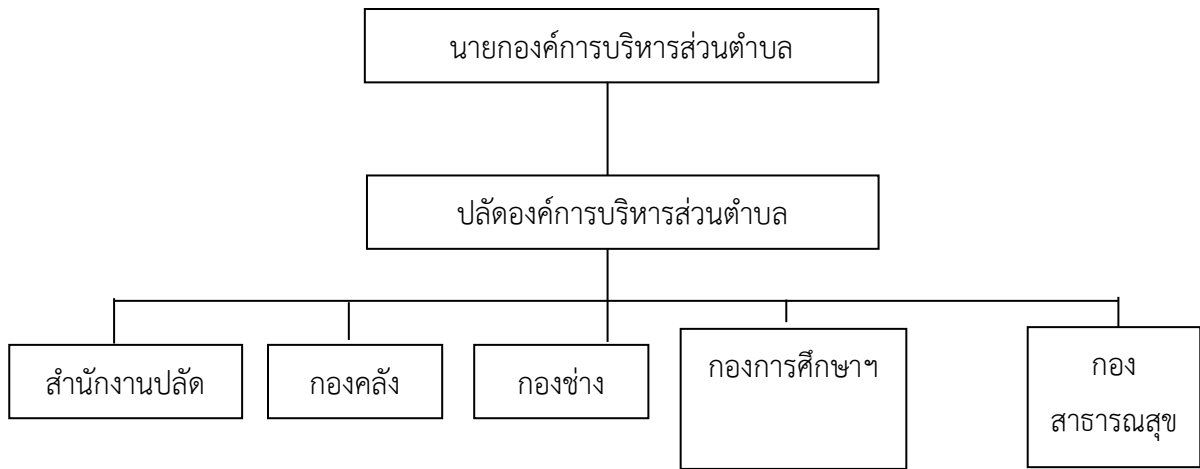 นายกองค์การบริหารส่วนตำบล
ปลัดองค์การบริหารส่วนตำบล
สำนักงานปลัด
กองคลัง
กองช่าง
กองการศึกษาฯ
กอง
สาธารณสุข